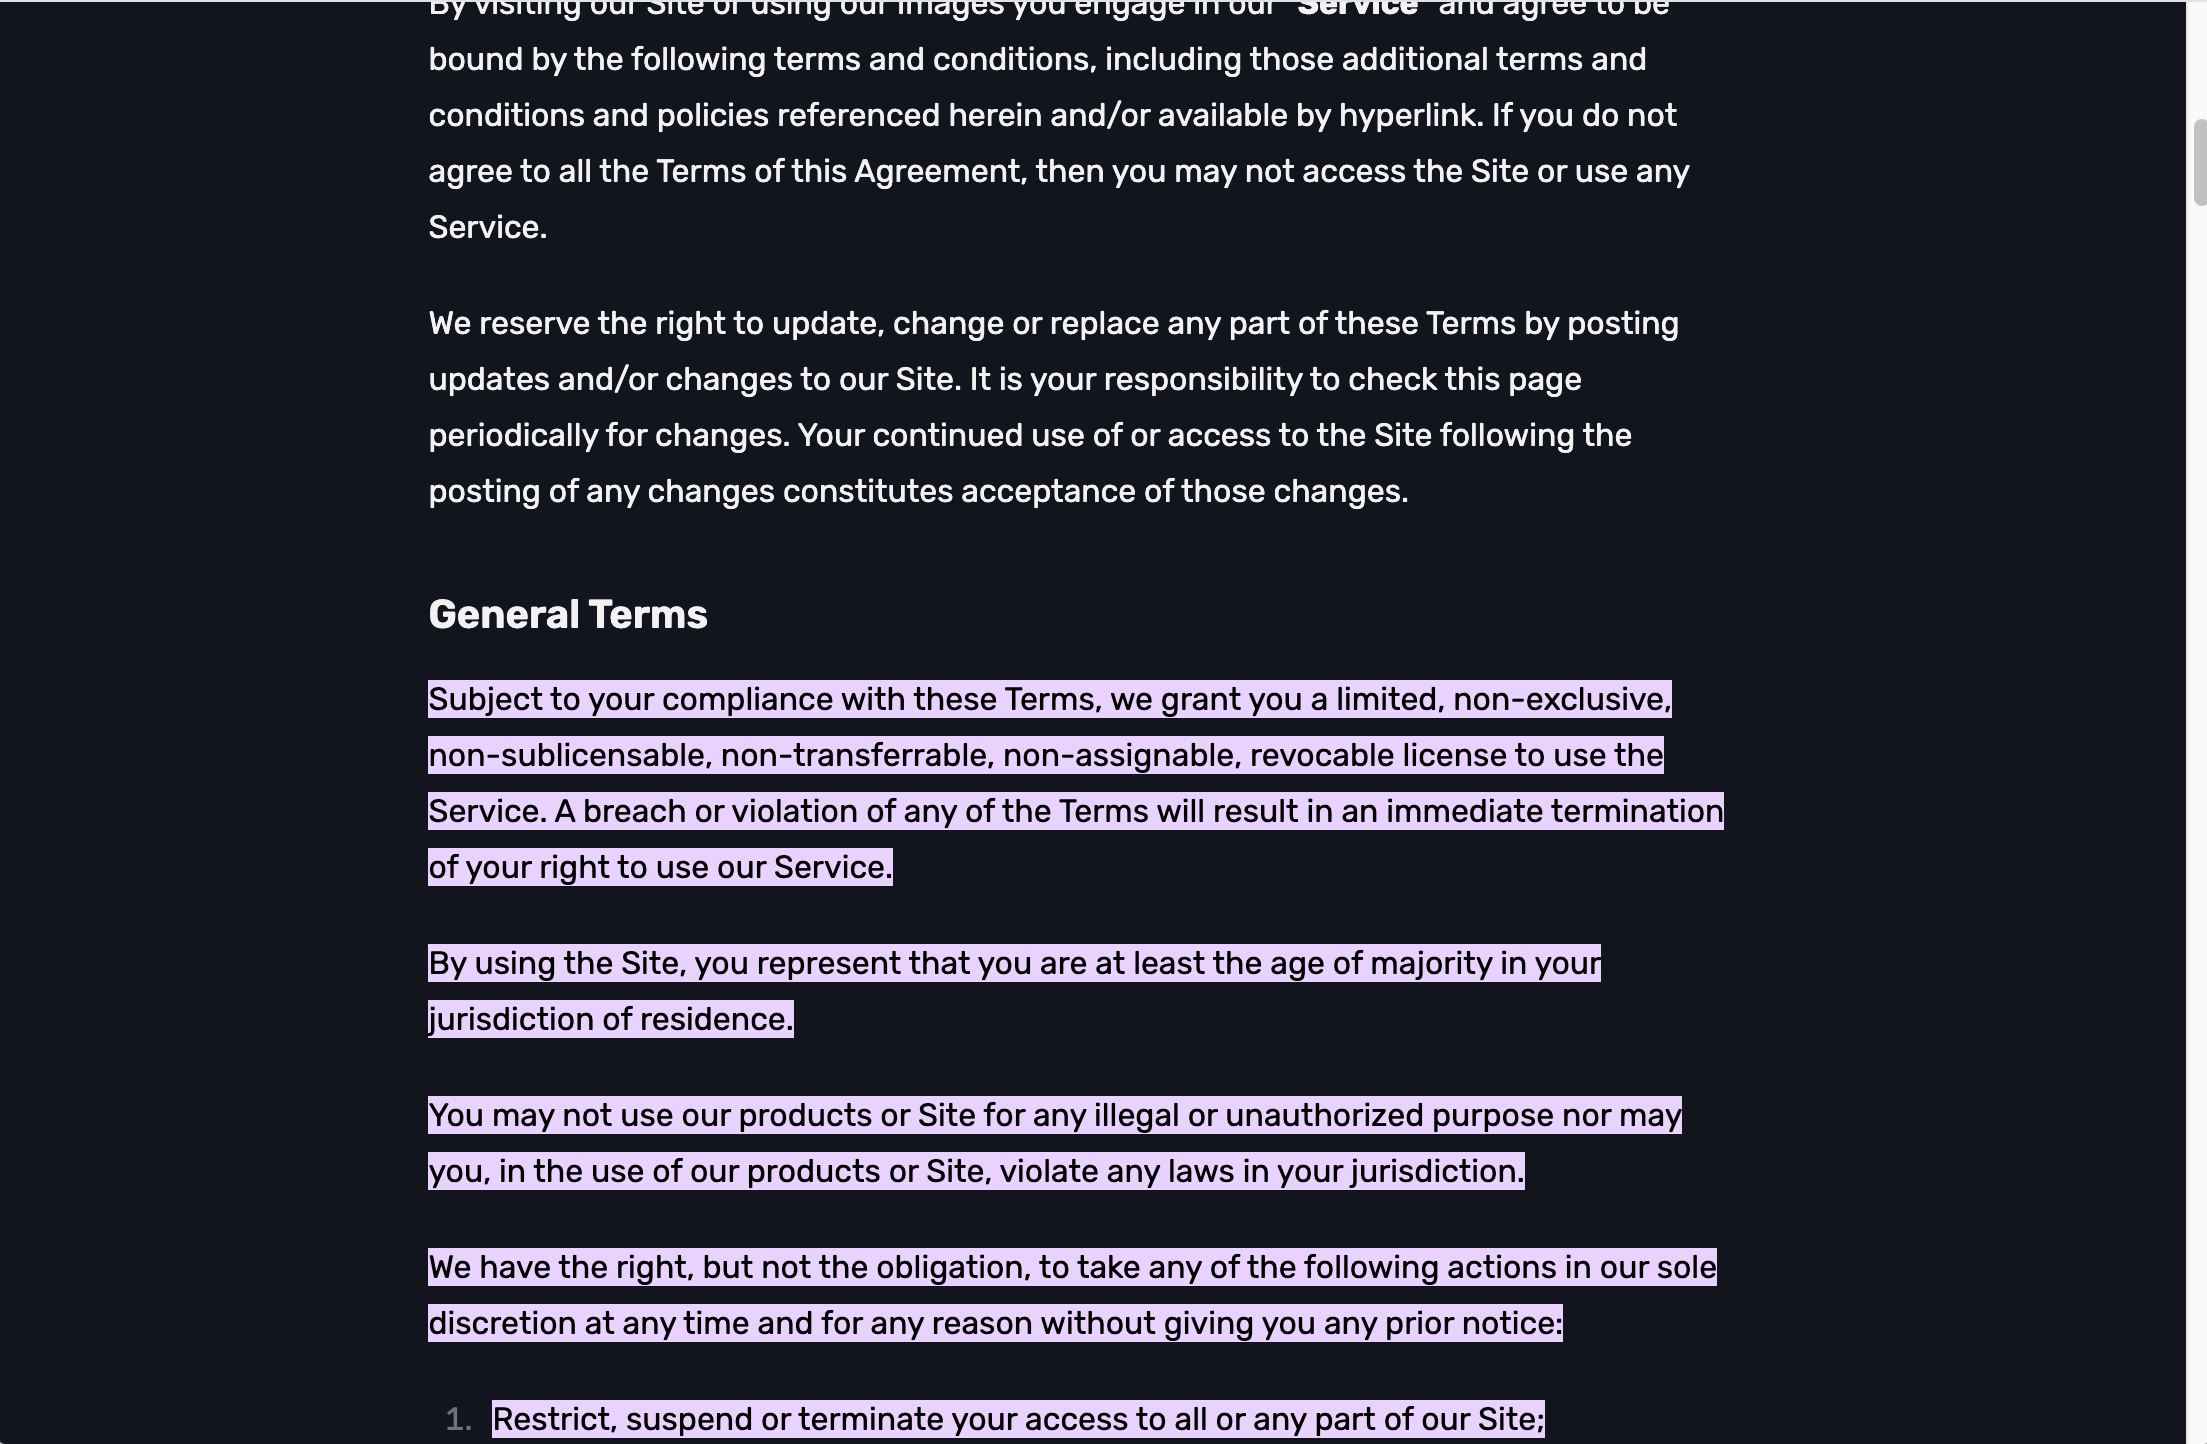 By visiting our Site or using our images you engage in our "Service" and agree to be
bound by the following terms and conditions, including those additional terms and
conditions and policies referenced herein and/or available by hyperlink. If you do not
agree to all the Terms of this Agreement, then you may not access the Site or use any
Service.
We reserve the right to update, change or replace any part of these Terms by posting
updates and/or changes to our Site. It is your responsibility to check this page
periodically for changes. Your continued use of or access to the Site following the
posting of any changes constitutes acceptance of those changes.
General Terms
Subject to your compliance with these Terms, we grant you a limited, non-exclusive,
non-sublicensable, non-transferrable, non-assignable, revocable license to use the
Service. A breach or violation of any of the Terms will result in an immediate termination
of your right to use our Service.
By using the Site, you represent that you are at least the age of majority in your
jurisdiction of residence.
You may not use our products or Site for any illegal or unauthorized purpose nor may
you, in the use of our products or Site, violate any laws in your jurisdiction.
We have the right, but not the obligation, to take any of the following actions in our sole
discretion at any time and for any reason without giving you any prior notice:
1. Restrict, suspend or terminate your access to all or any part of our Site;